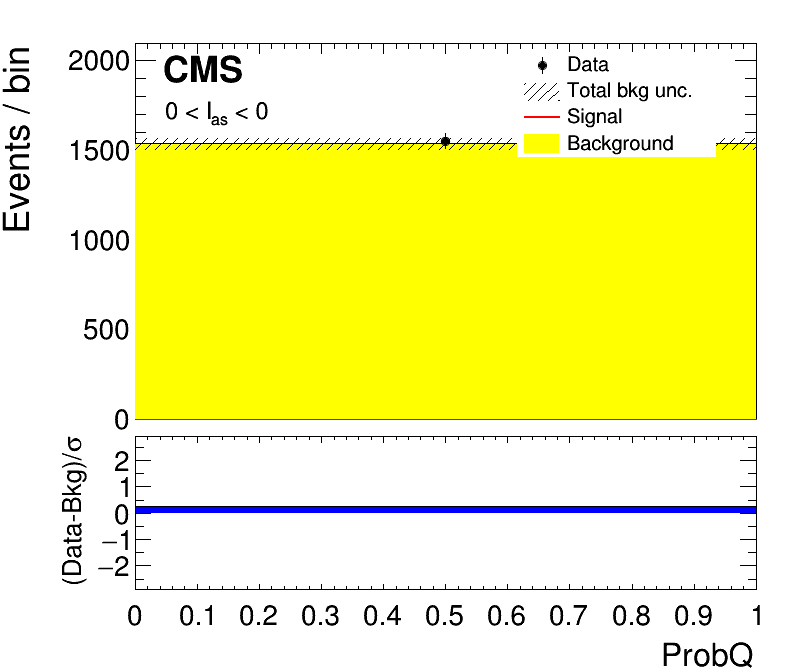 Events / bin
2000
1500
1000
500
0
CMS
0 < I_as < 0
Data
Total bkg unc.
Signal
Background
(Data-Bkg)/σ
2
1
0
−1
−2
0 0.1 0.2 0.3 0.4 0.5 0.6 0.7 0.8 0.9 1
ProbQ